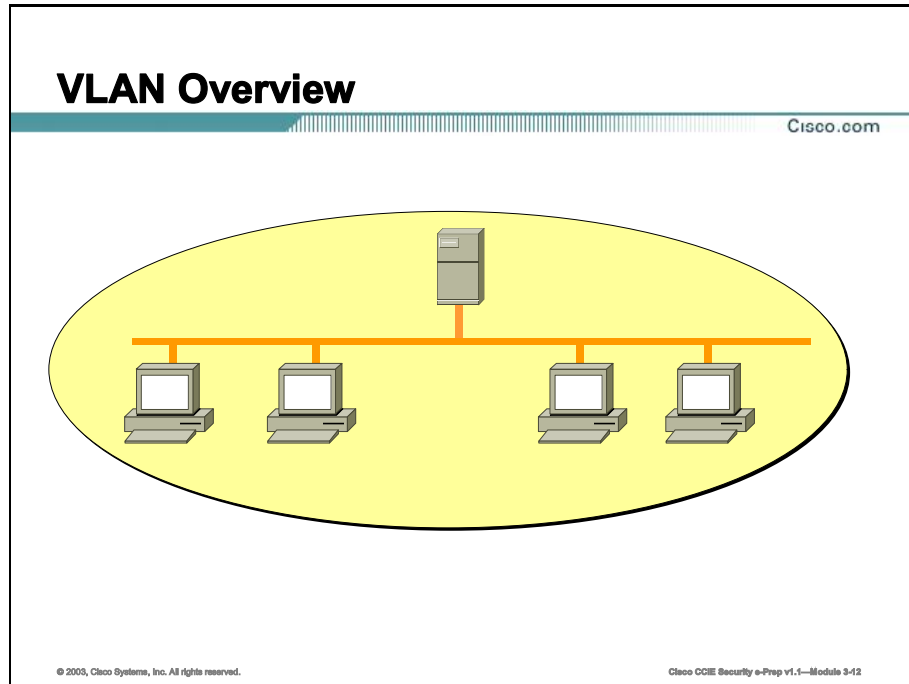 VLAN Overview
Cisco.com
© 2003, Cisco Systems, Inc. All rights reserved.
Cisco CCIE Security e-Prep v1.1—Module 3-12